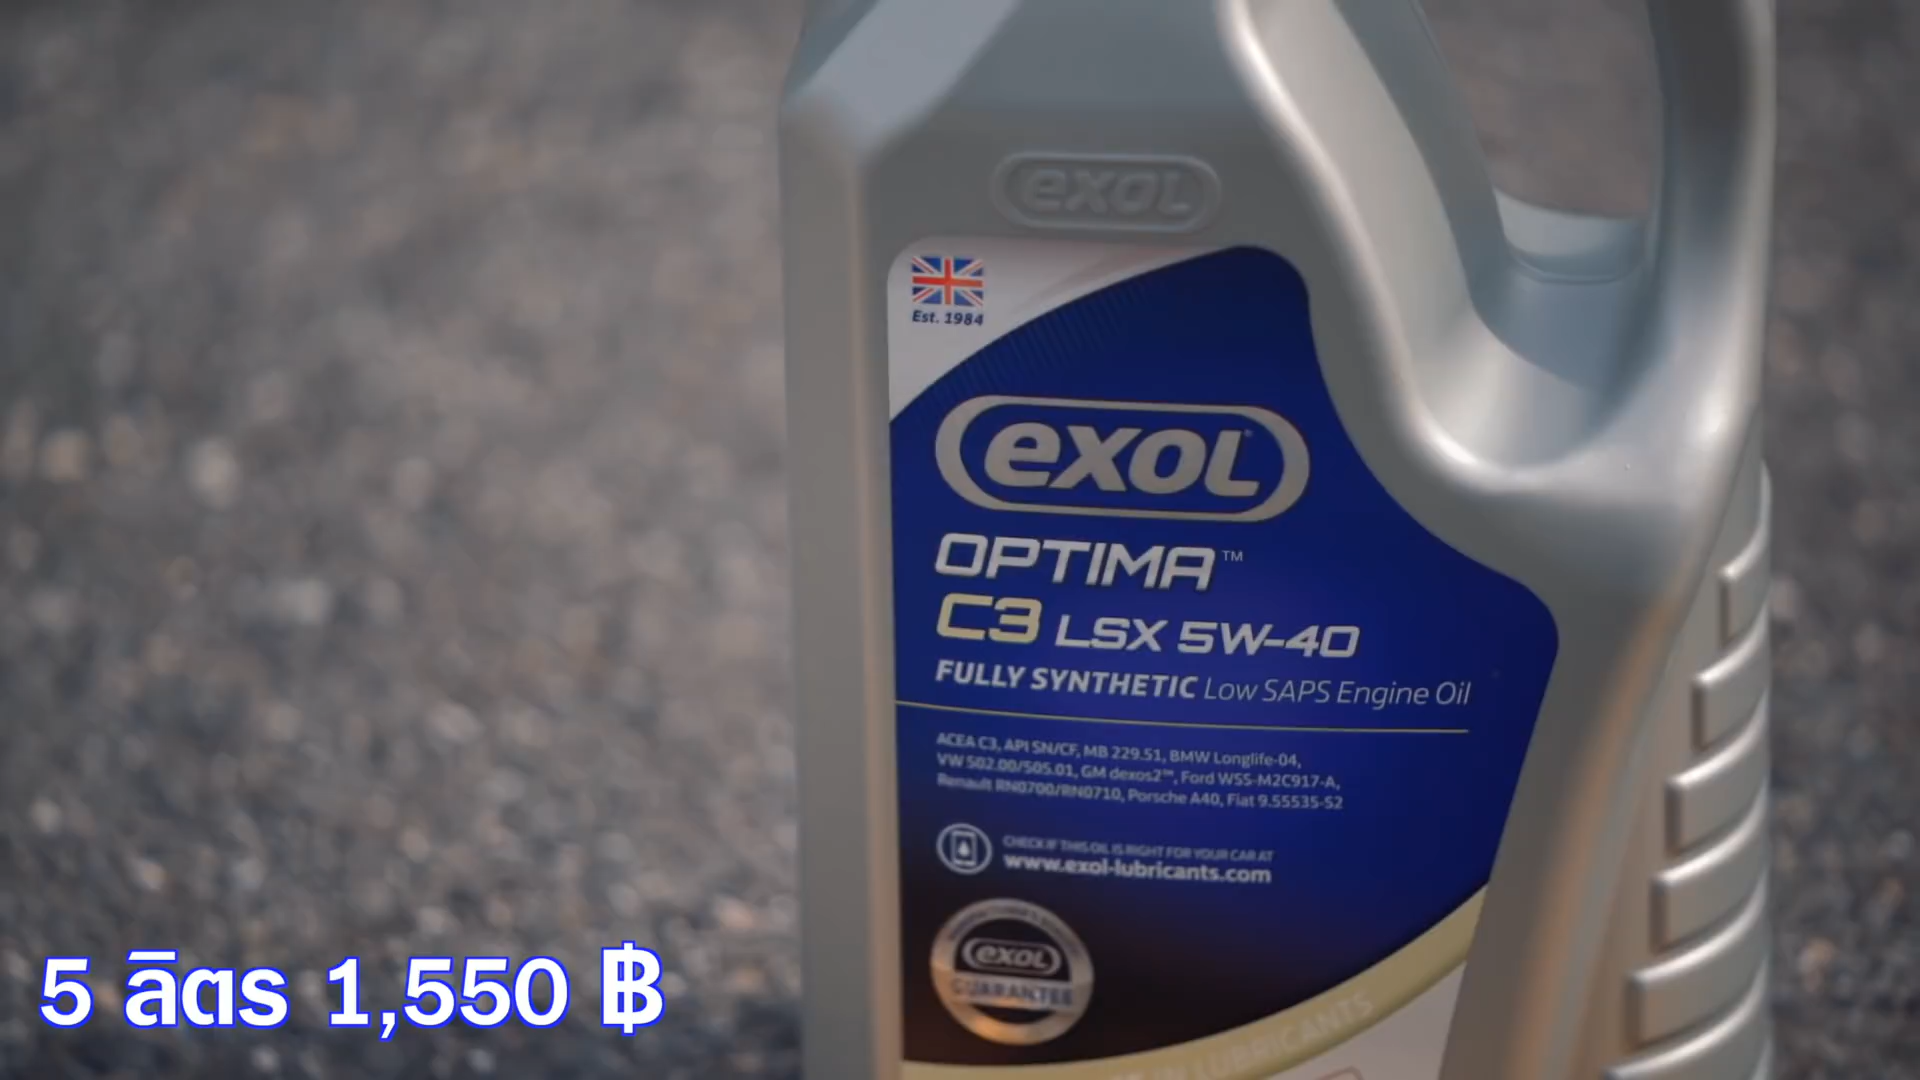 exol
Est. 1984
exol
OPTIMA™
C3 LSX 5W-40
FULLY SYNTHETIC Low SAPS Engine Oil
ACEA C3, API SN/CF, MB 229.51, BMW Longlife-04,
VW 502.00/505.01, GM dexos2™, Ford WSS-M2C917-A,
Renault RN0700/RN0710, Porsche A40, Fiat 9.55535-S2
CHECK IF THIS OIL IS RIGHT FOR YOUR CAR AT
www.exol-lubricants.com
exol
GUARANTEE
IN LUBRICANTS
5 ลิตร 1,550 ฿